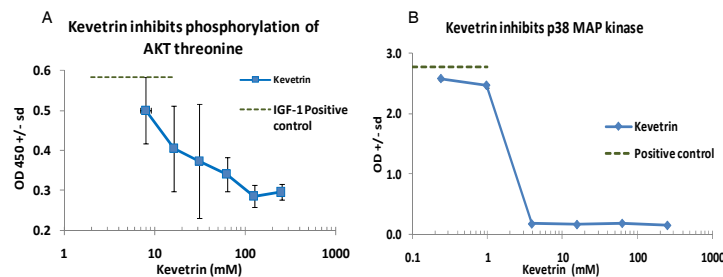 A
Kevetrin inhibits phosphorylation of
AKT threonine
OD 450 +/- sd
0.6
0.5
0.4
0.3
0.2
1
10
100
1000
Kevetrin (mM)
Kevetrin
IGF-1 Positive
control
B
Kevetrin inhibits p38 MAP kinase
OD +/- sd
3.0
2.0
1.0
0.0
0.1
1
10
100
1000
Kevetrin (mM)
Kevetrin
Positive control